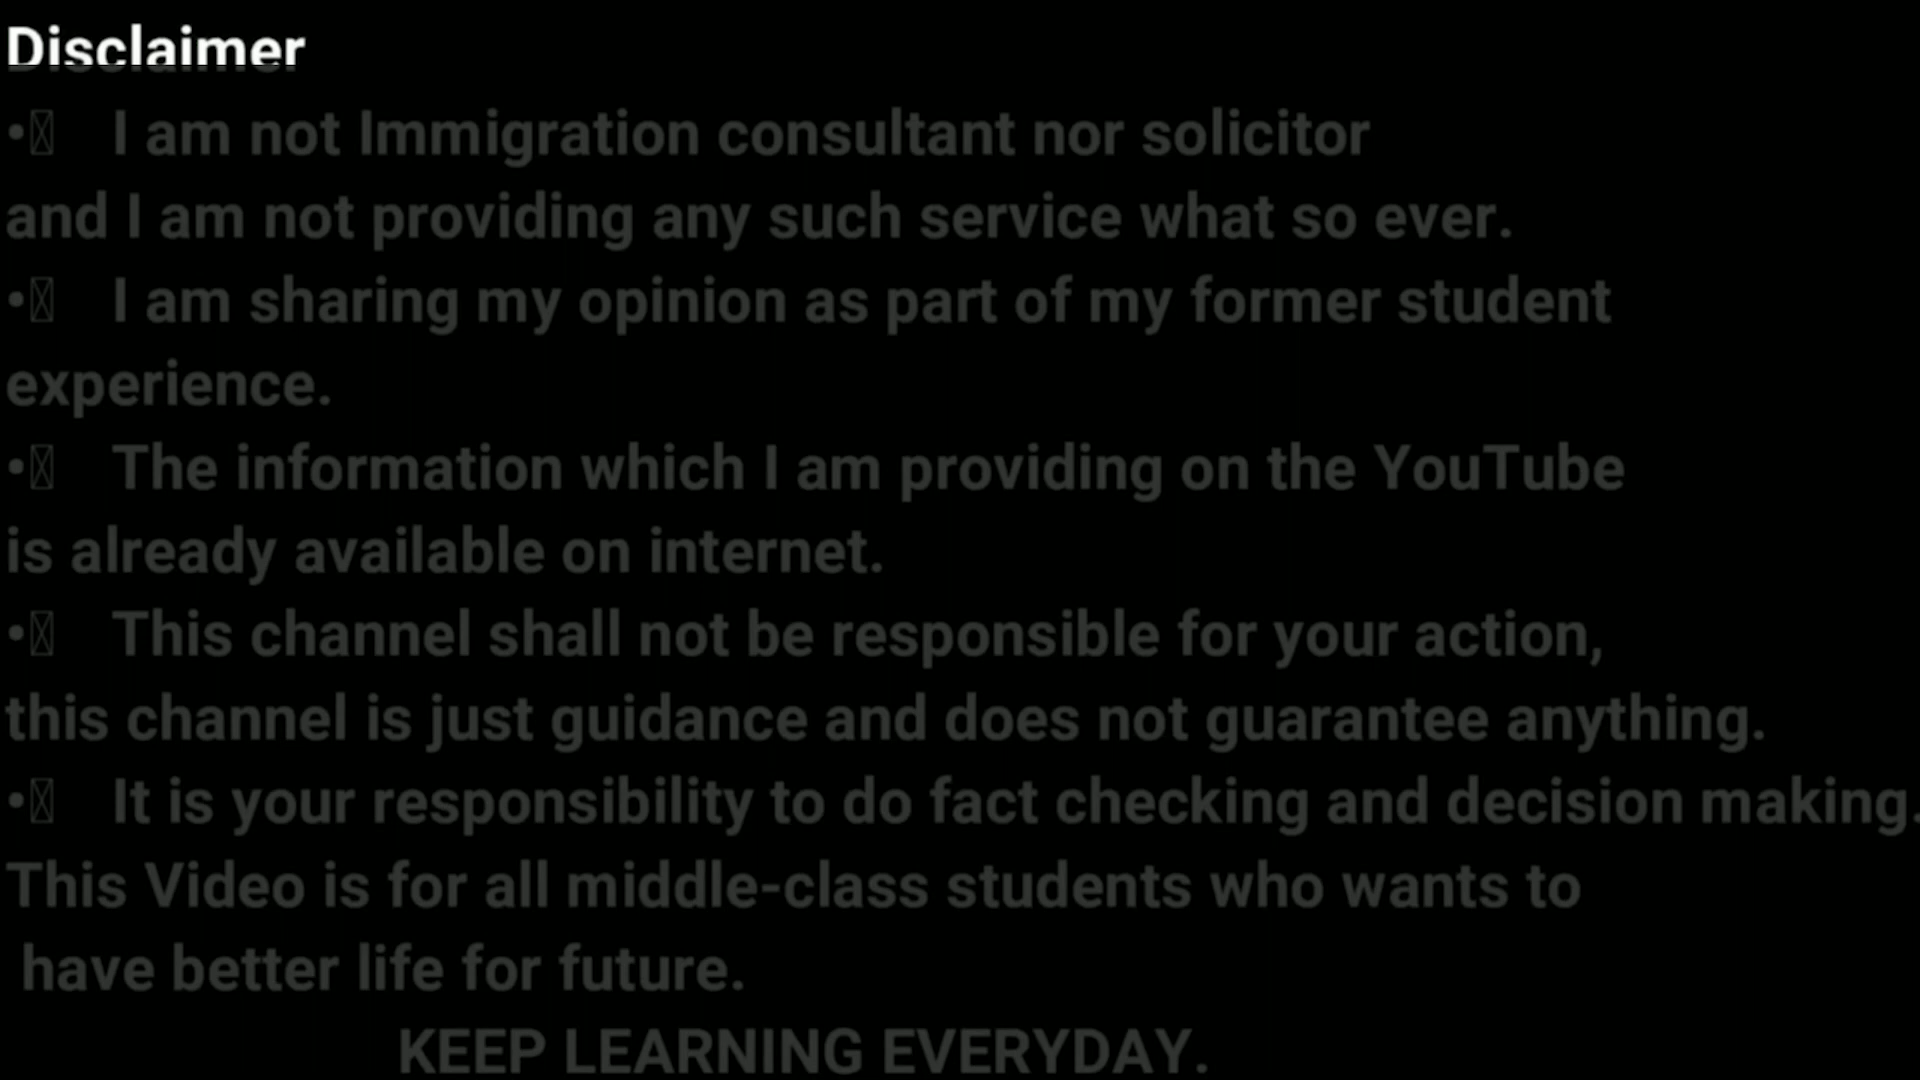 Disclaimer
• I am not Immigration consultant nor solicitor
and I am not providing any such service what so ever.
• I am sharing my opinion as part of my former student
experience.
• The information which I am providing on the YouTube
is already available on internet.
• This channel shall not be responsible for your action,
this channel is just guidance and does not guarantee anything.
• It is your responsibility to do fact checking and decision making.
This Video is for all middle-class students who wants to
have better life for future.
KEEP LEARNING EVERYDAY.